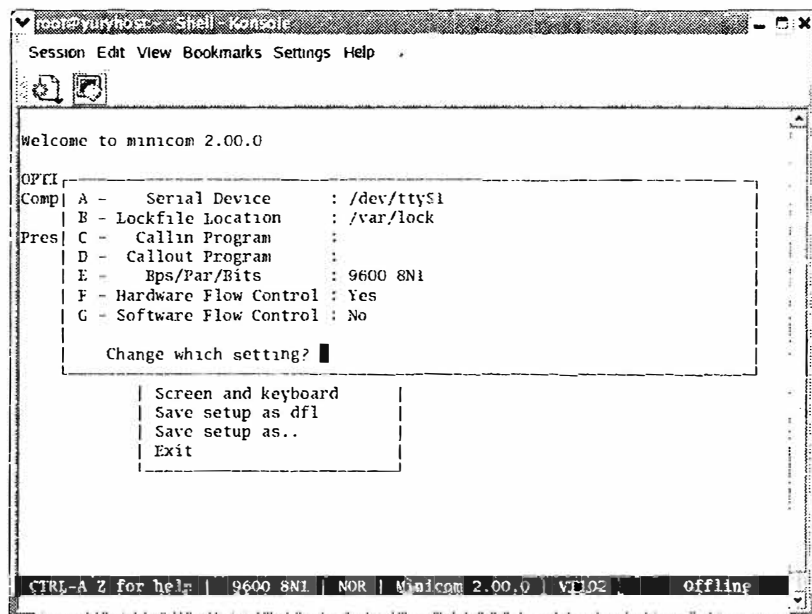 root@yuryhost:~ - Shell - Konsole
Session Edit View Bookmarks Settings Help
Welcome to minicom 2.00.0
OPTI
Comp
A - Serial Device : /dev/ttyS1
B - Lockfile Location : /var/lock
Pres
C - Callin Program :
D - Callout Program :
E - Bps/Par/Bits : 9600 8N1
F - Hardware Flow Control : Yes
G - Software Flow Control : No
Change which setting?
Screen and keyboard
Save setup as dfl
Save setup as..
Exit
CTRL-A Z for help | 9600 8N1 | NOR | Minicom 2.00.0 | VT102 | Offline